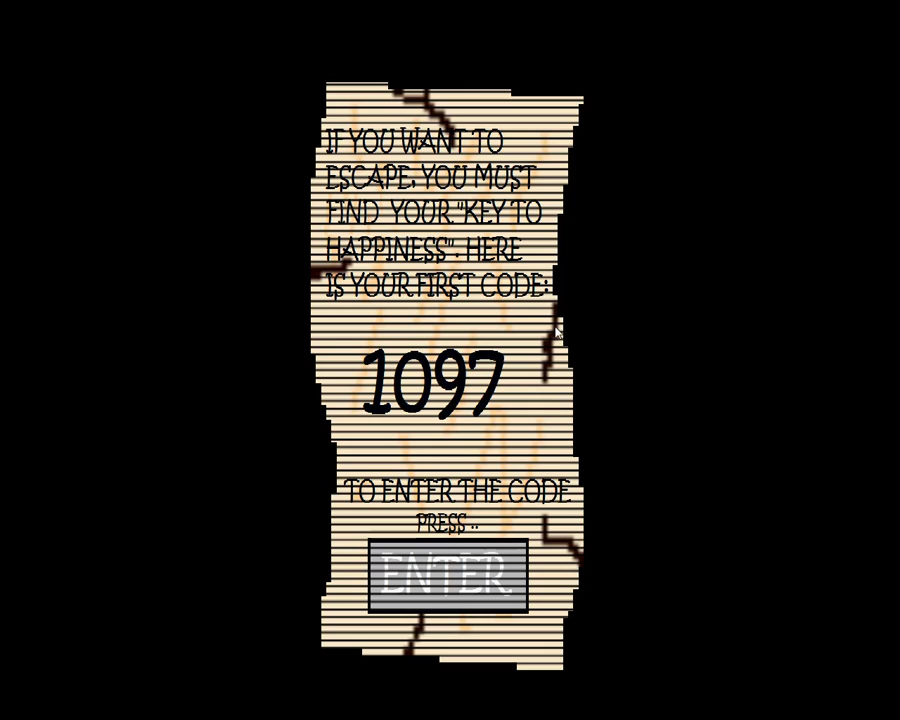 IF YOU WANT TO
ESCAPE, YOU MUST
FIND YOUR "KEY TO
HAPPINESS". HERE
IS YOUR FIRST CODE:
1097
TO ENTER THE CODE
PRESS ..
ENTER